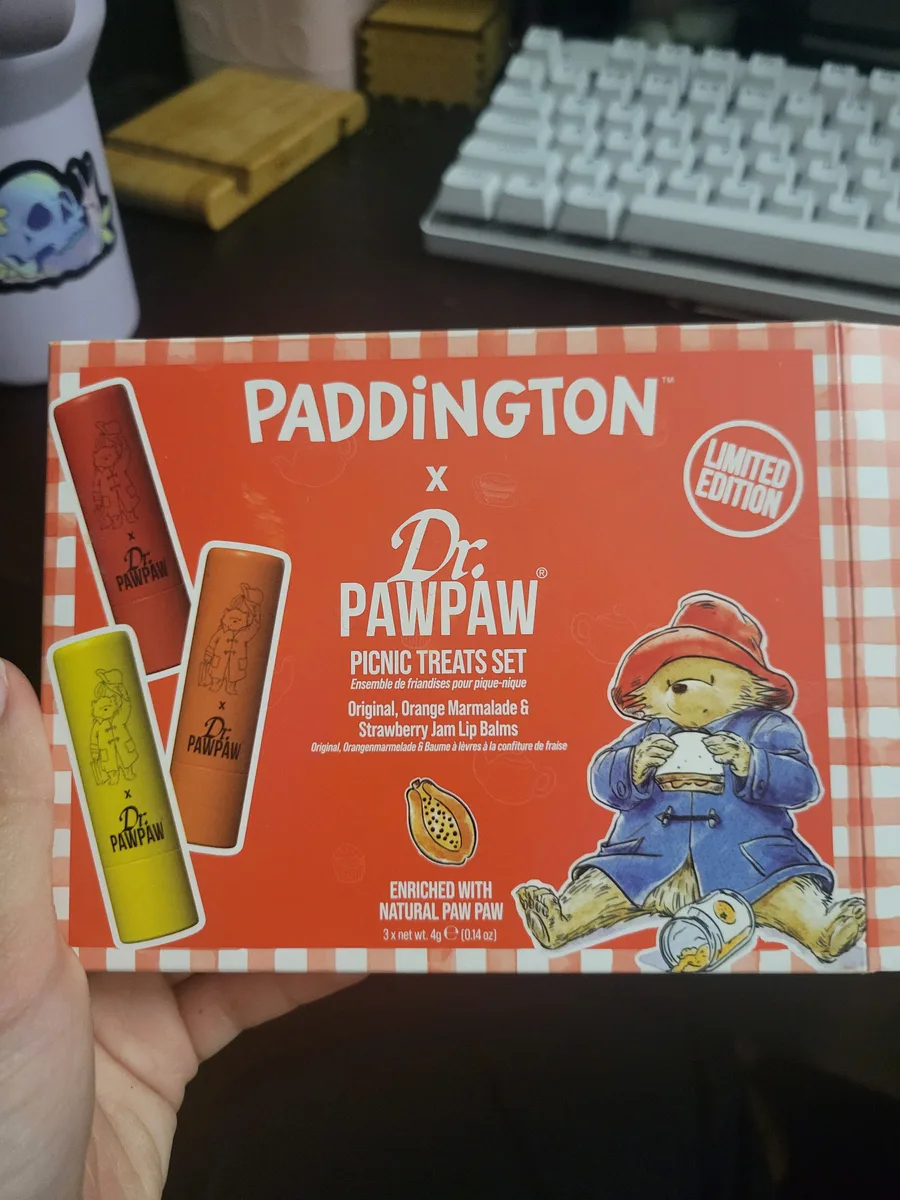 PADDiNGTON™
x
Dr.
PAWPAW®
LIMITED
EDITION
PICNIC TREATS SET
Ensemble de friandises pour pique-nique
Original, Orange Marmalade &
Strawberry Jam Lip Balms
Original, Orangenmarmelade & Baume à lèvres à la confiture de fraise
ENRICHED WITH
NATURAL PAW PAW
3 x net wt. 4g ℮ (0.14 oz)
x
Dr.
PAWPAW
x
Dr.
PAWPAW
x
Dr.
PAWPAW